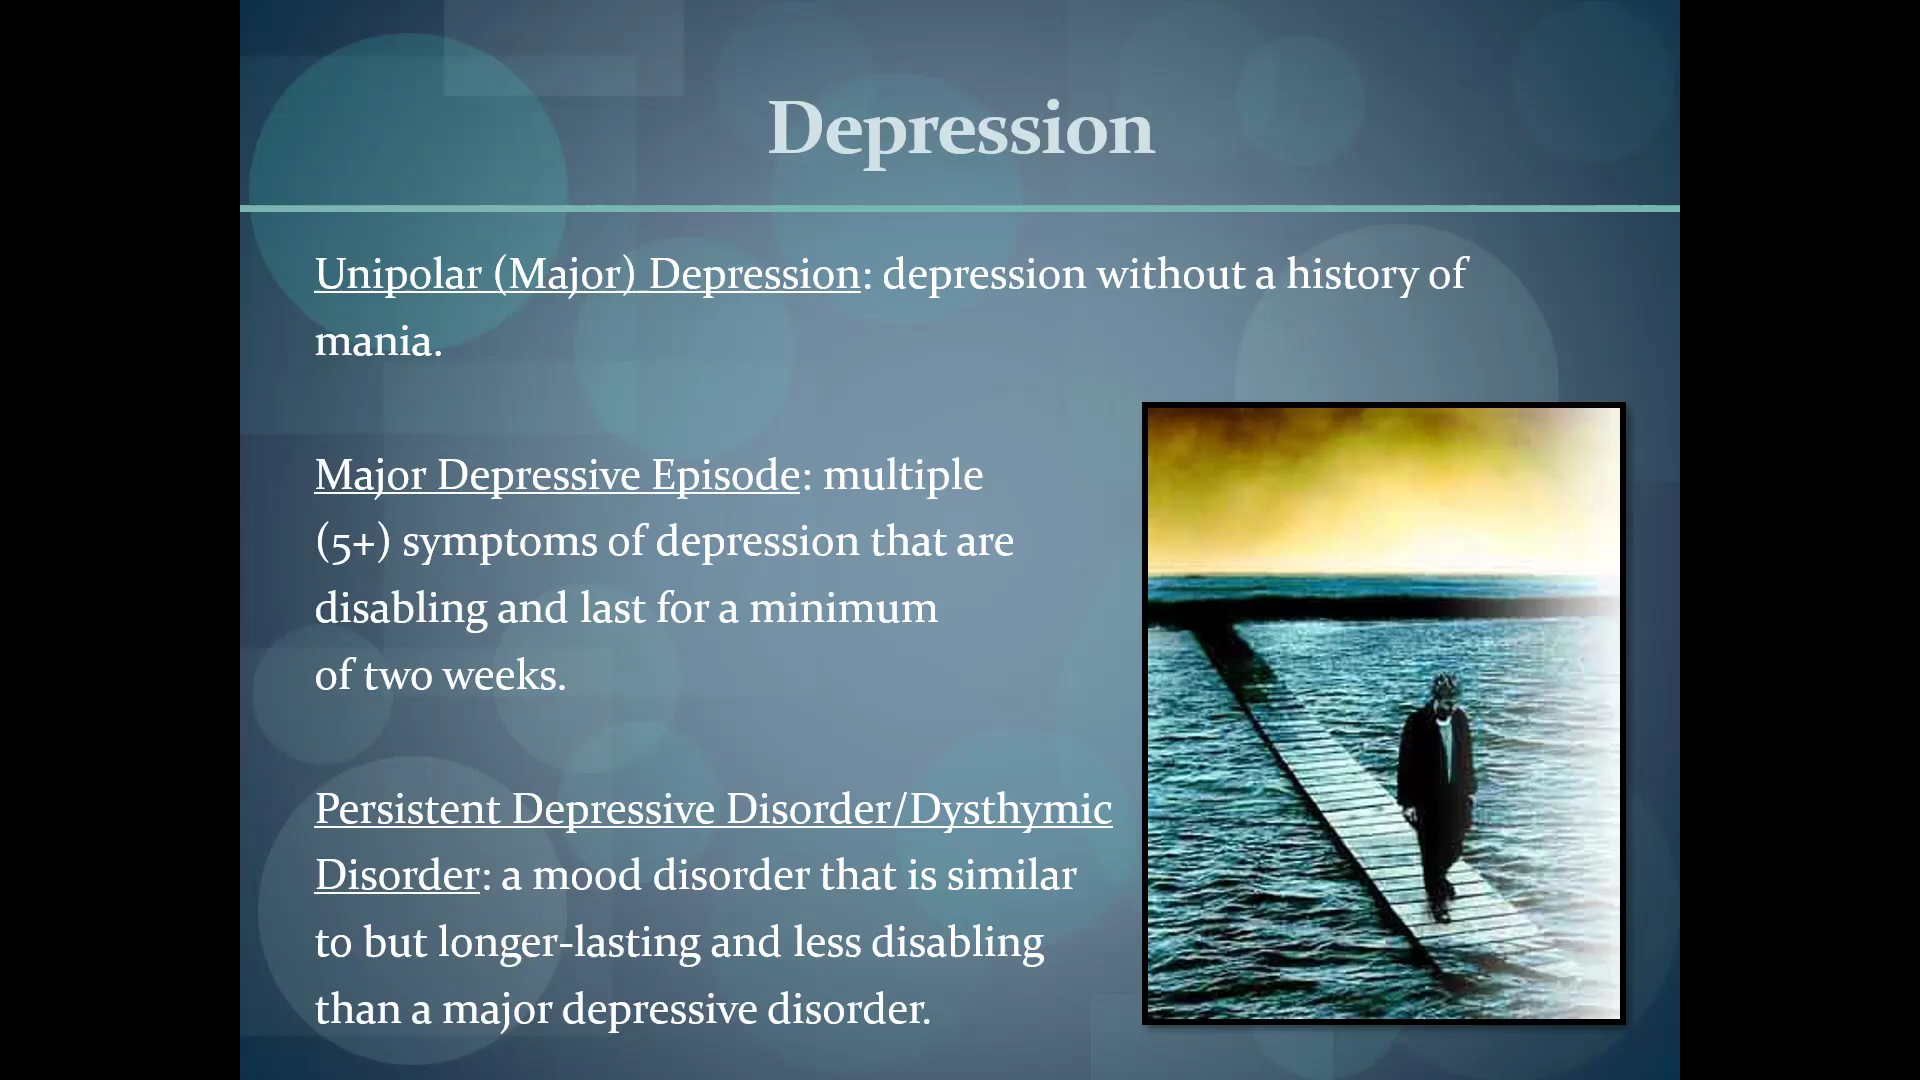 Depression
Unipolar (Major) Depression: depression without a history of
mania.
Major Depressive Episode: multiple
(5+) symptoms of depression that are
disabling and last for a minimum
of two weeks.
Persistent Depressive Disorder/Dysthymic
Disorder: a mood disorder that is similar
to but longer-lasting and less disabling
than a major depressive disorder.